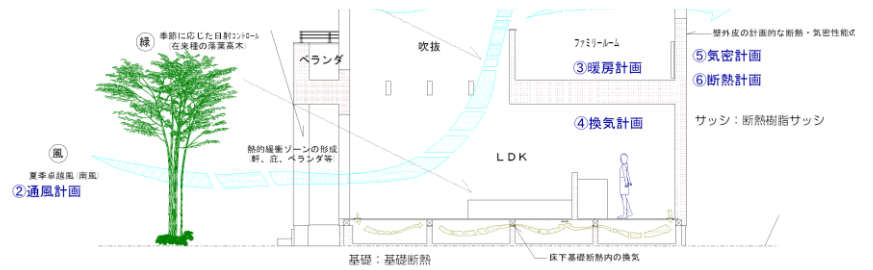 緑
季節に応じた日射コントロール
(在来種の落葉高木)
ベランダ
吹抜
ファミリールーム
壁外皮の計画的な断熱・気密性能の
③暖房計画
⑤気密計画
⑥断熱計画
④換気計画
サッシ：断熱樹脂サッシ
風
熱的緩衝ゾーンの形成
(軒、庇、ベランダ等)
LDK
夏季卓越風(南風)
②通風計画
床下基礎断熱内の換気
基礎：基礎断熱